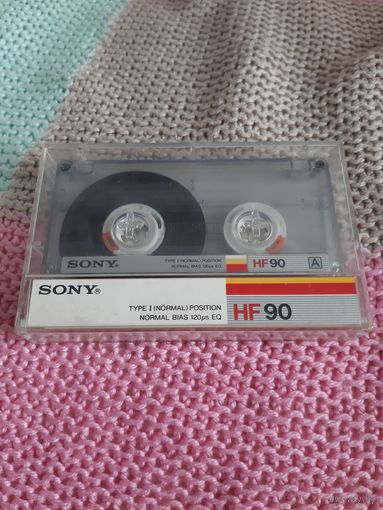 SONY®
TYPE I (NORMAL) POSITION
NORMAL BIAS 120μs EQ
HF 90
A
SONY®
TYPE I (NORMAL) POSITION
NORMAL BIAS 120μs EQ
HF 90